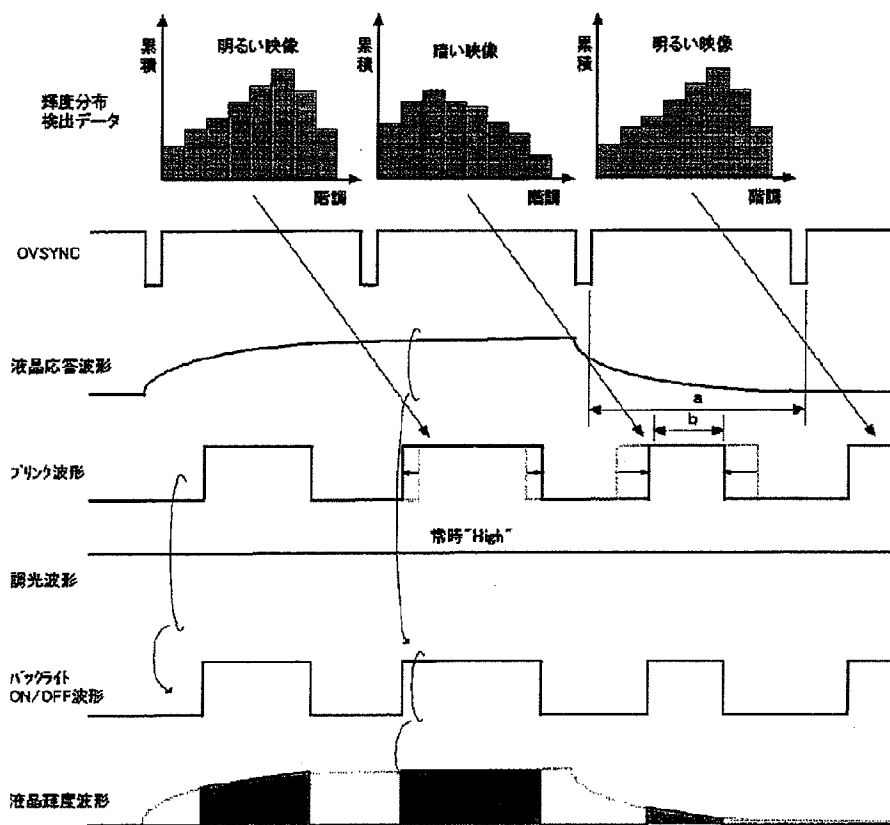 累積
明るい映像
階調
累積
暗い映像
階調
累積
明るい映像
階調
輝度分布
検出データ
OVSYNC
液晶応答波形
a
b
ブリンク波形
常時"High"
調光波形
バックライト
ON/OFF波形
液晶輝度波形